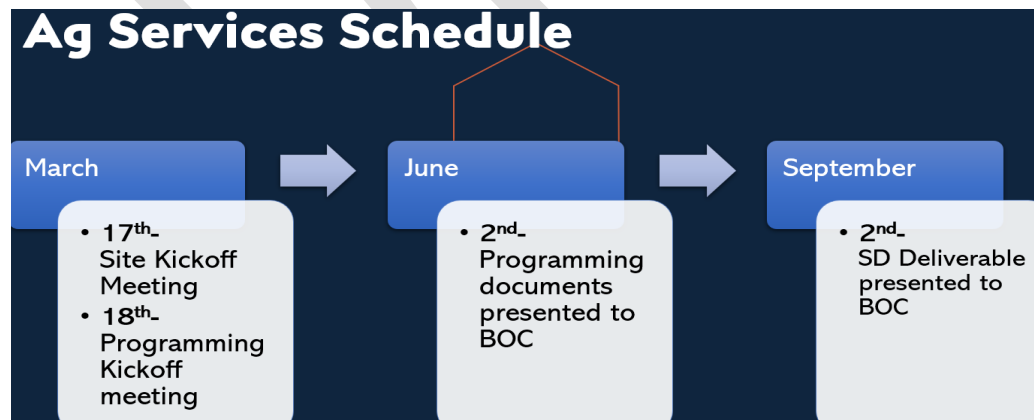 Ag Services Schedule
March
• 17th-
Site Kickoff
Meeting
• 18th-
Programming
Kickoff
meeting
June
• 2nd-
Programming
documents
presented to
BOC
September
• 2nd-
SD Deliverable
presented to
BOC